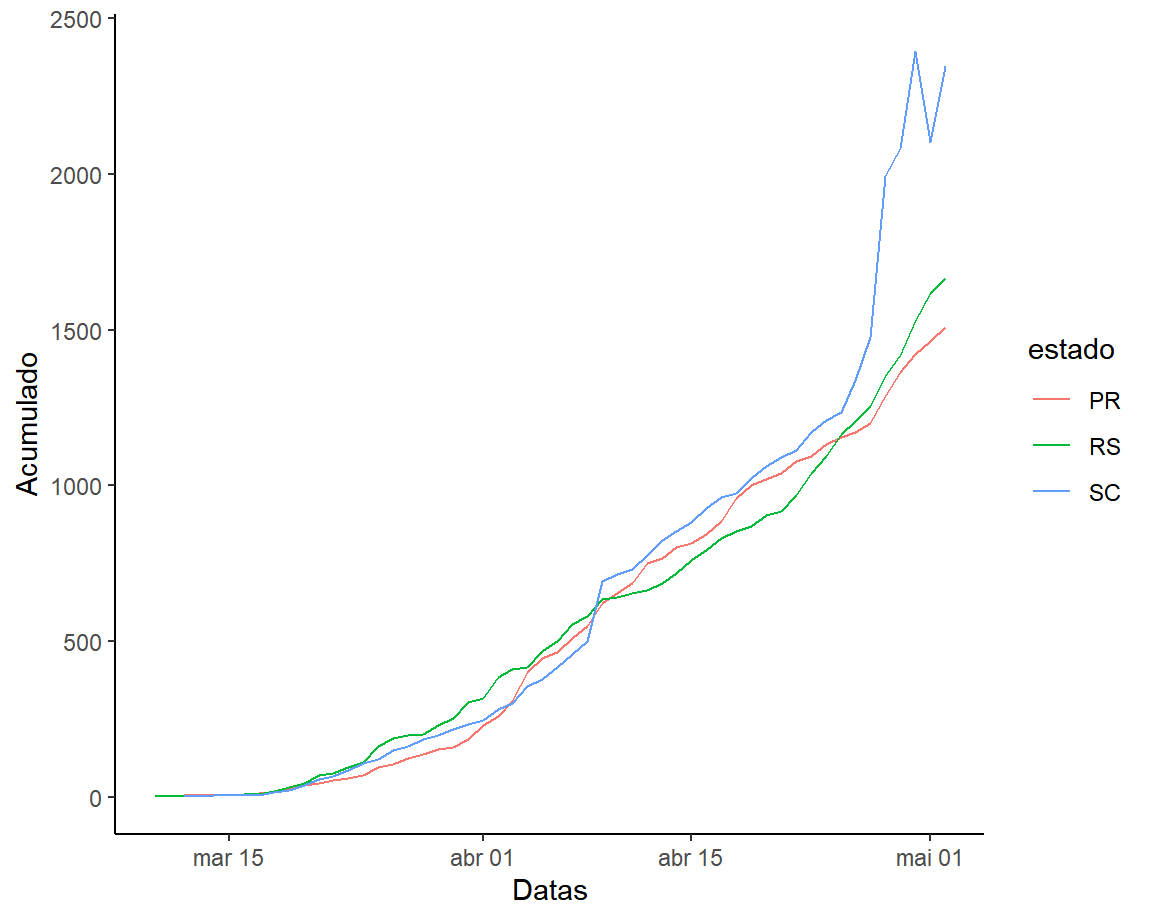 2500
2000
1500
1000
500
0
Acumulado
mar 15
abr 01
abr 15
mai 01
Datas
estado
PR
RS
SC